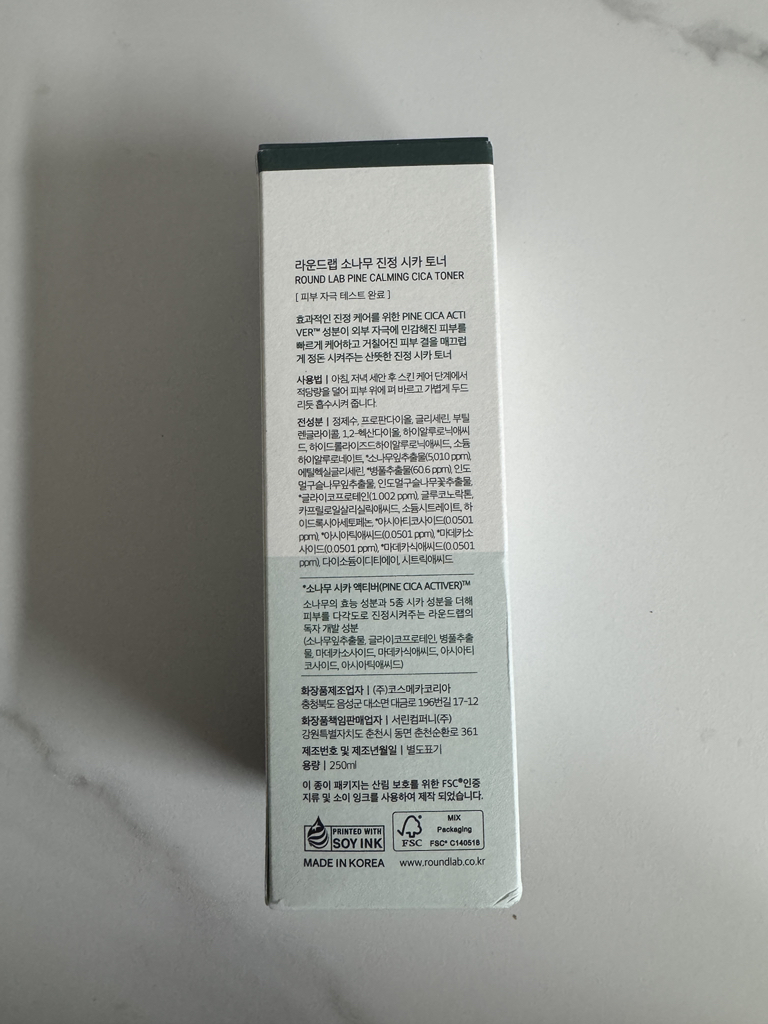 라운드랩 소나무 진정 시카 토너
ROUND LAB PINE CALMING CICA TONER
[ 피부 자극 테스트 완료 ]
효과적인 진정 케어를 위한 PINE CICA ACTI
VER™ 성분이 외부 자극에 민감해진 피부를
빠르게 케어하고 거칠어진 피부 결을 매끄럽
게 정돈 시켜주는 산뜻한 진정 시카 토너
사용법 | 아침, 저녁 세안 후 스킨 케어 단계에서
적당량을 덜어 피부 위에 펴 바르고 가볍게 두드
리듯 흡수시켜 줍니다.
전성분 | 정제수, 프로판다이올, 글리세린, 부틸
렌글라이콜, 1,2-헥산다이올, 하이알루로닉애씨
드, 하이드롤라이즈드하이알루로닉애씨드, 소듐
하이알루로네이트, *소나무잎추출물(5,010 ppm),
에틸헥실글리세린, *병풀추출물(60.6 ppm), 인도
멀구슬나무잎추출물, 인도멀구슬나무꽃추출물,
*글라이코프로테인(1.002 ppm), 글루코노락톤,
카프릴로일살리실릭애씨드, 소듐시트레이트, 하
이드록시아세토페논, *아시아티코사이드(0.0501
ppm), *아시아틱애씨드(0.0501 ppm), *마데카소
사이드(0.0501 ppm), *마데카식애씨드(0.0501
ppm), 다이소듐이디티에이, 시트릭애씨드
*소나무 시카 액티버(PINE CICA ACTIVER)™
소나무의 효능 성분과 5종 시카 성분을 더해
피부를 다각도로 진정시켜주는 라운드랩의
독자 개발 성분
(소나무잎추출물, 글라이코프로테인, 병풀추출
물, 마데카소사이드, 마데카식애씨드, 아시아티
코사이드, 아시아틱애씨드)
화장품제조업자 | (주)코스메카코리아
충청북도 음성군 대소면 대금로 196번길 17-12
화장품책임판매업자 | 서린컴퍼니(주)
강원특별자치도 춘천시 동면 춘천순환로 361
제조번호 및 제조년월일 | 별도표기
용량 | 250ml
이 종이 패키지는 산림 보호를 위한 FSC®인증
지류 및 소이 잉크를 사용하여 제작 되었습니다.
PRINTED WITH
SOY INK
FSC
MIX
Packaging
FSC® C140518
MADE IN KOREA
www.roundlab.co.kr